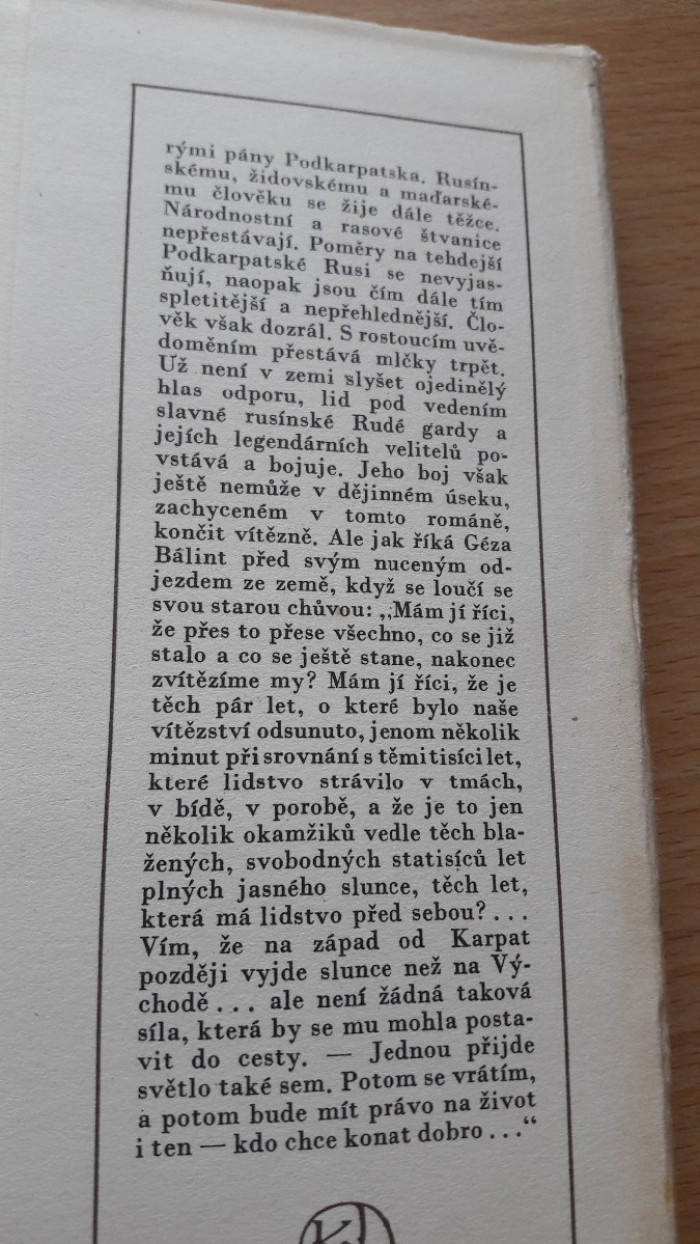 rými pány Podkarpatska. Rusín-
skému, židovskému a maďarské-
mu člověku se žije dále těžce.
Národnostní a rasové štvanice
nepřestávají. Poměry na tehdejší
Podkarpatské Rusi se nevyjas-
ňují, naopak jsou čím dále tím
spletitější a nepřehlednější. Člo-
věk však dozrál. S rostoucím uvě-
doměním přestává mlčky trpět.
Už není v zemi slyšet ojedinělý
hlas odporu, lid pod vedením
slavné rusínské Rudé gardy a
jejích legendárních velitelů po-
vstává a bojuje. Jeho boj však
ještě nemůže v dějinném úseku,
zachyceném v tomto románě,
končit vítězně. Ale jak říká Géza
Bálint před svým nuceným od-
jezdem ze země, když se loučí se
svou starou chůvou: „Mám jí říci,
že přes to přese všechno, co se již
stalo a co se ještě stane, nakonec
zvítězíme my? Mám jí říci, že je
těch pár let, o které bylo naše
vítězství odsunuto, jenom několik
minut při srovnání s těmi tisíci let,
které lidstvo strávilo v tmách,
v bídě, v porobě, a že je to jen
několik okamžiků vedle těch bla-
žených, svobodných statisíců let
plných jasného slunce, těch let,
která má lidstvo před sebou?...
Vím, že na západ od Karpat
později vyjde slunce než na Vý-
chodě... ale není žádná taková
síla, která by se mu mohla posta-
vit do cesty. — Jednou přijde
světlo také sem. Potom se vrátím,
a potom bude mít právo na život
i ten — kdo chce konat dobro..."